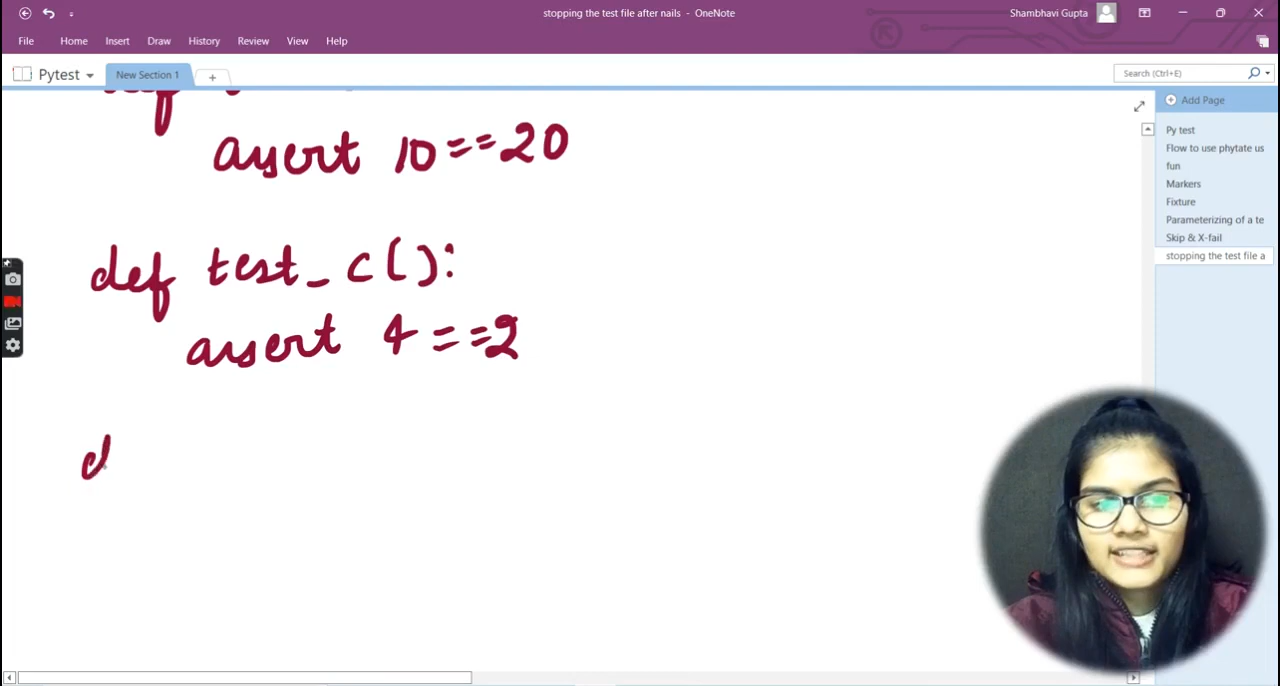 stopping the test file after nails - OneNote
Shambhavi Gupta
File Home Insert Draw History Review View Help
Pytest
New Section 1
Search (Ctrl+E)
Add Page
Py test
Flow to use phytate us
fun
Markers
Fixture
Parameterizing of a te
Skip & X-fail
stopping the test file a
assert 10==20
def test_c():
assert 4==2
d